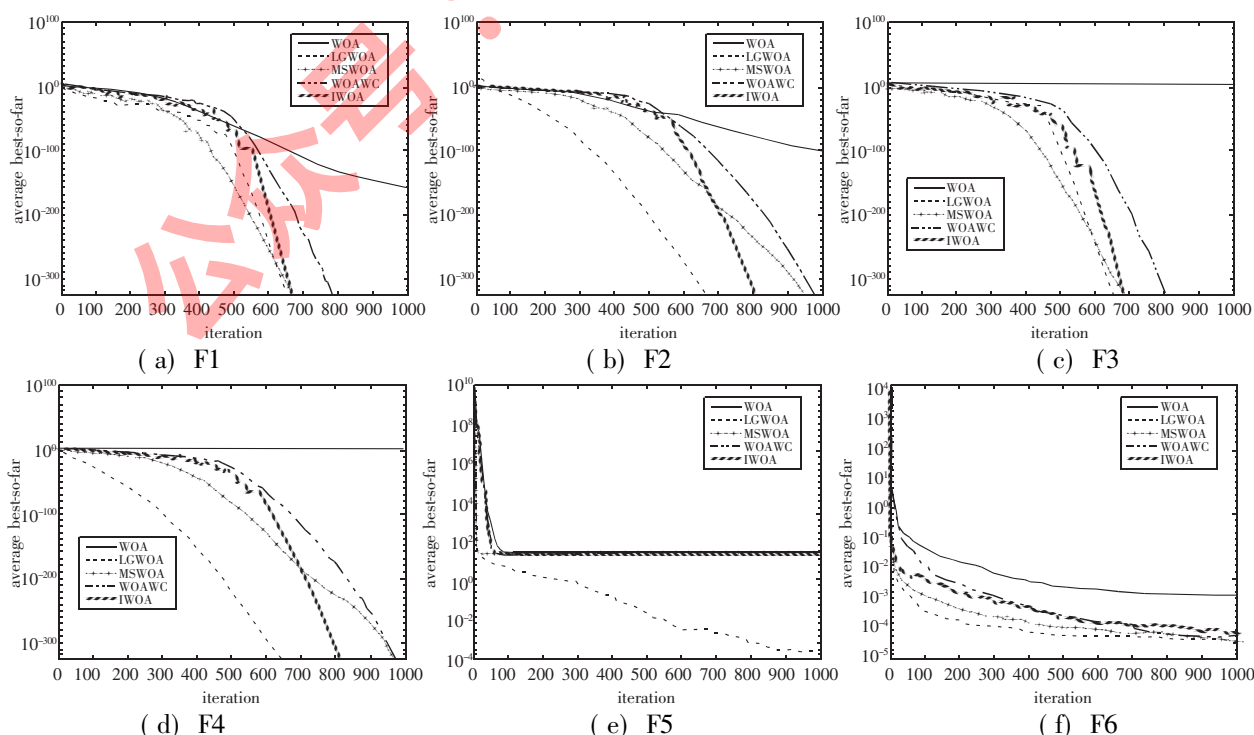 10^100
10^0
10^-100
10^-200
10^-300
average best-so-far
WOA
LGWOA
MSWOA
WOAWC
IWOA
0 100 200 300 400 500 600 700 800 900 1000
iteration
( a) F1
10^100
10^0
10^-100
10^-200
10^-300
average best-so-far
WOA
LGWOA
MSWOA
WOAWC
IWOA
0 100 200 300 400 500 600 700 800 900 1000
iteration
( b) F2
10^100
10^0
10^-100
10^-200
10^-300
average best-so-far
WOA
LGWOA
MSWOA
WOAWC
IWOA
0 100 200 300 400 500 600 700 800 900 1000
iteration
( c) F3
10^100
10^0
10^-100
10^-200
10^-300
average best-so-far
WOA
LGWOA
MSWOA
WOAWC
IWOA
0 100 200 300 400 500 600 700 800 900 1000
iteration
( d) F4
10^10
10^8
10^6
10^4
10^2
10^0
10^-2
10^-4
average best-so-far
WOA
LGWOA
MSWOA
WOAWC
IWOA
0 100 200 300 400 500 600 700 800 900 1000
iteration
( e) F5
10^4
10^3
10^2
10^1
10^0
10^-1
10^-2
10^-3
10^-4
10^-5
average best-so-far
WOA
LGWOA
MSWOA
WOAWC
IWOA
0 100 200 300 400 500 600 700 800 900 1000
iteration
( f) F6
公众号